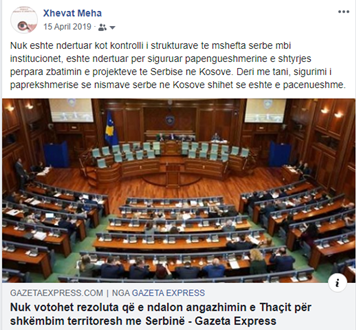 Xhevat Meha
15 April 2019 ·
Nuk eshte ndertuar kot kontrolli i strukturave te mshefta serbe mbi
institucionet, eshte ndertuar per siguruar papengueshmerine e shtyrjes
perpara zbatimin e projekteve te Serbise ne Kosove. Deri me tani, sigurimi i
paprekshmerise se nismave serbe ne Kosove shihet se eshte e pacenueshme.
GAZETAEXPRESS.COM | NGA GAZETA EXPRESS
Nuk votohet rezoluta që e ndalon angazhimin e Thaçit për
shkëmbim territoresh me Serbinë - Gazeta Express